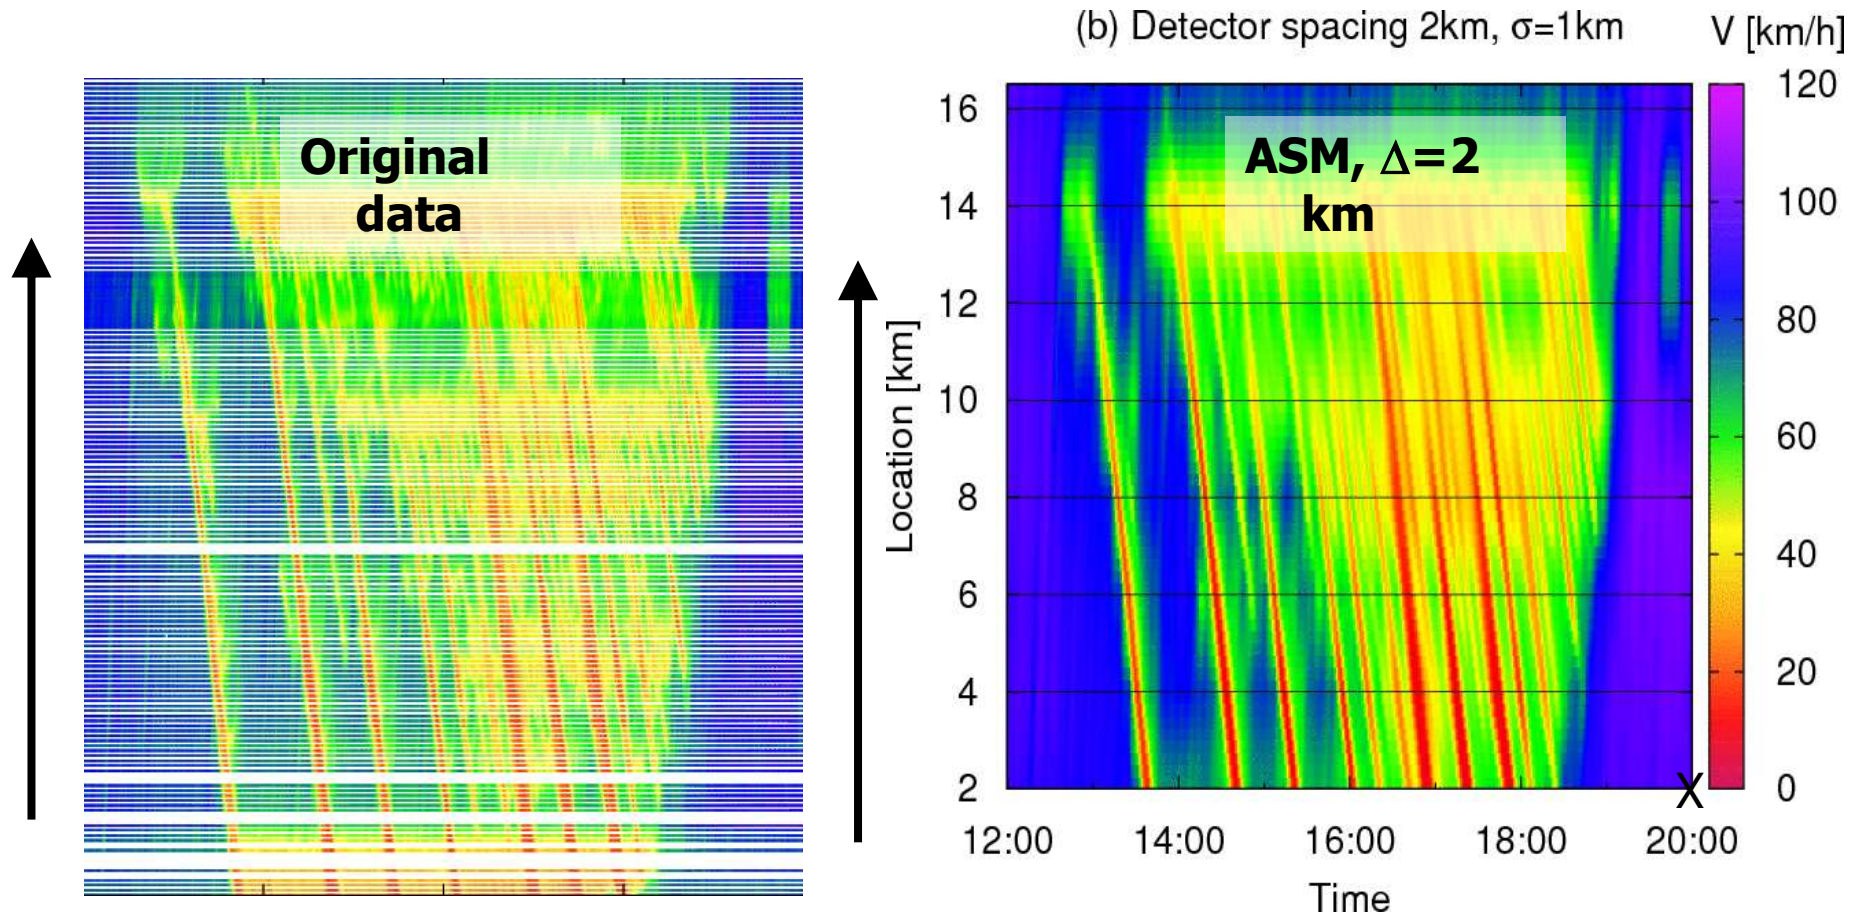 (b) Detector spacing 2km, σ=1km
V [km/h]
Original
data
ASM, Δ=2
km
16
14
12
10
8
6
4
2
Location [km]
12:00
14:00
16:00
18:00
20:00
Time
X
120
100
80
60
40
20
0